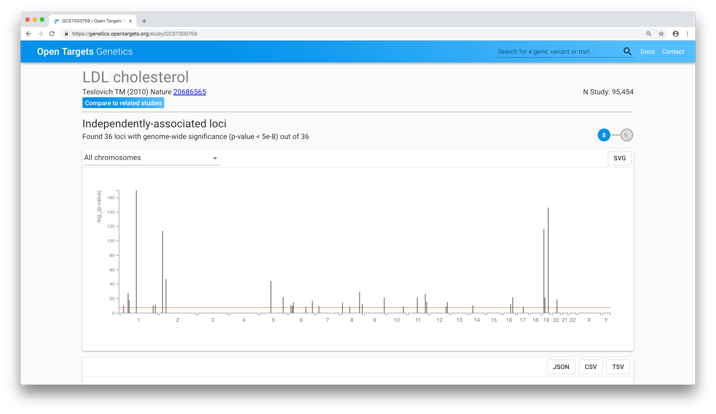 GCST000759 | Open Targets
https://genetics.opentargets.org/study/GCST000759
Open Targets Genetics
Search for a gene, variant or trait...
Docs
Contact
LDL cholesterol
Teslovich TM (2010) Nature 20686565
N Study: 95,454
Compare to related studies
Independently-associated loci
Found 36 loci with genome-wide significance (p-value < 5e-8) out of 36
S
V
All chromosomes
SVG
-log₁₀(p-value)
160
140
120
100
80
60
40
20
0
1 2 3 4 5 6 7 8 9 10 11 12 13 14 15 16 17 18 19 20 21 22 X Y
JSON
CSV
TSV